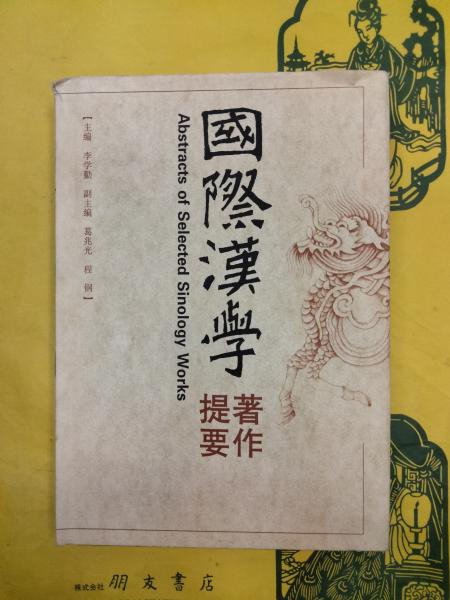 國際漢學
著作
提要
Abstracts of Selected Sinology Works
【主编 李学勤 副主编 葛兆光 程 钢】
株式会社 朋友書店